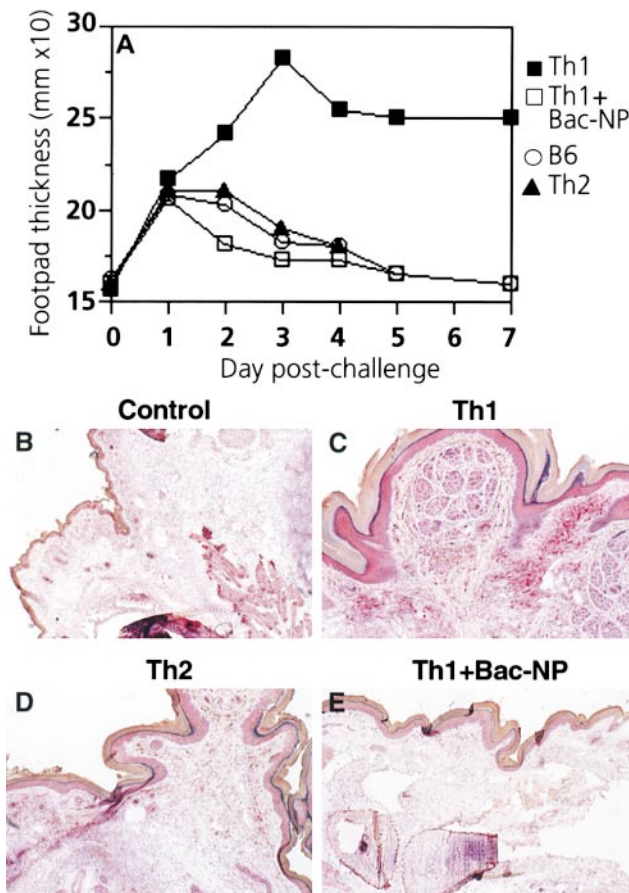 A
30
25
20
15
Footpad thickness (mm x10)
0 1 2 3 4 5 6 7
Day post-challenge
Th1
Th1+
Bac-NP
B6
Th2
Control
Th1
B
C
Th2
Th1+Bac-NP
D
E